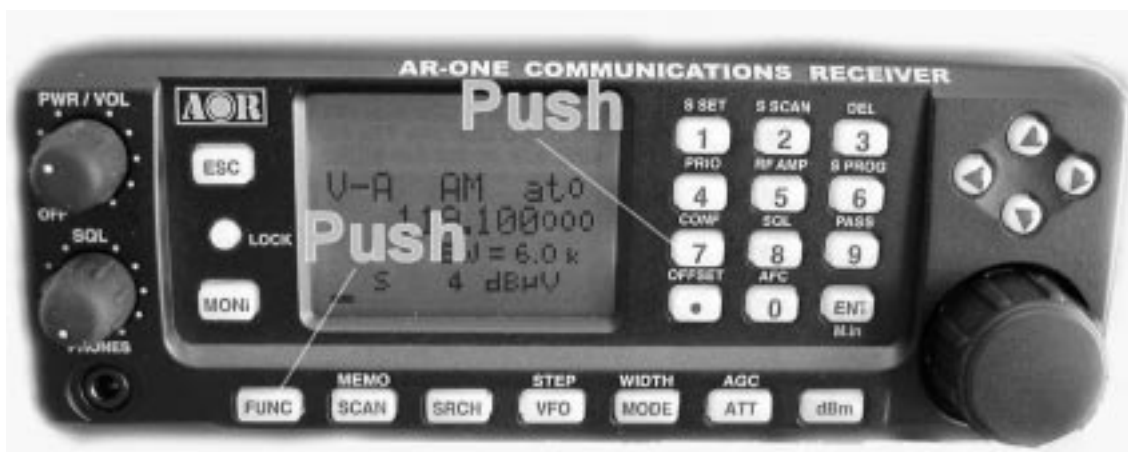 AR-ONE COMMUNICATIONS RECEIVER
PWR / VOL
AOR
Push
S SET S SCAN DEL
1 2 3
ESC
PRIO RF AMP S PROG
V-A AM ato
4 5 6
OFF
.100000
CONF SQL PASS
SQL
LOCK
Push
7 8 9
= 6.0 k
OFFSET AFC
S 4 dBµV
MONi
• 0 ENT
M.in
PHONES
MEMO STEP WIDTH AGC
FUNC SCAN SRCH VFO MODE ATT dBm